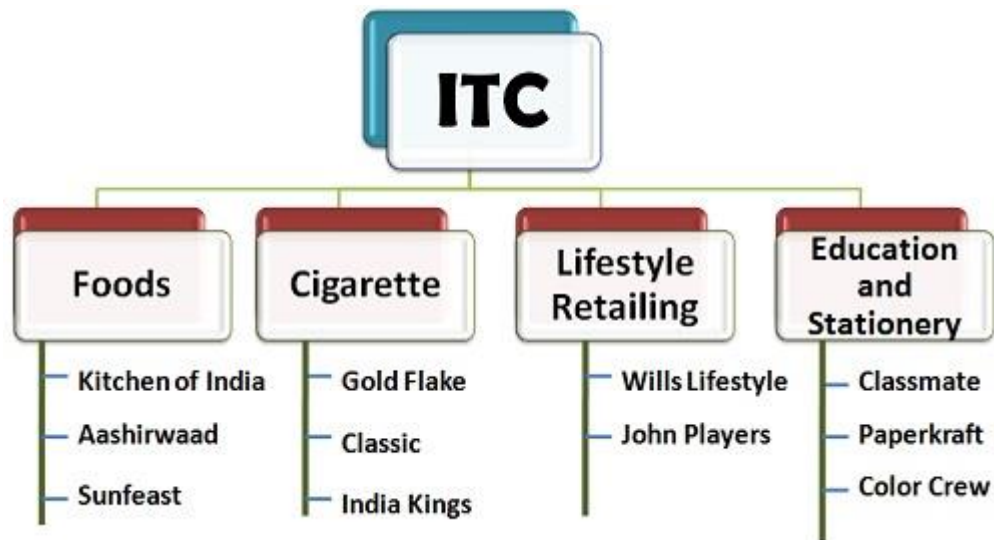 ITC
Foods
Kitchen of India
Aashirwaad
Sunfeast
Cigarette
Gold Flake
Classic
India Kings
Lifestyle
Retailing
Wills Lifestyle
John Players
Education
and
Stationery
Classmate
Paperkraft
Color Crew